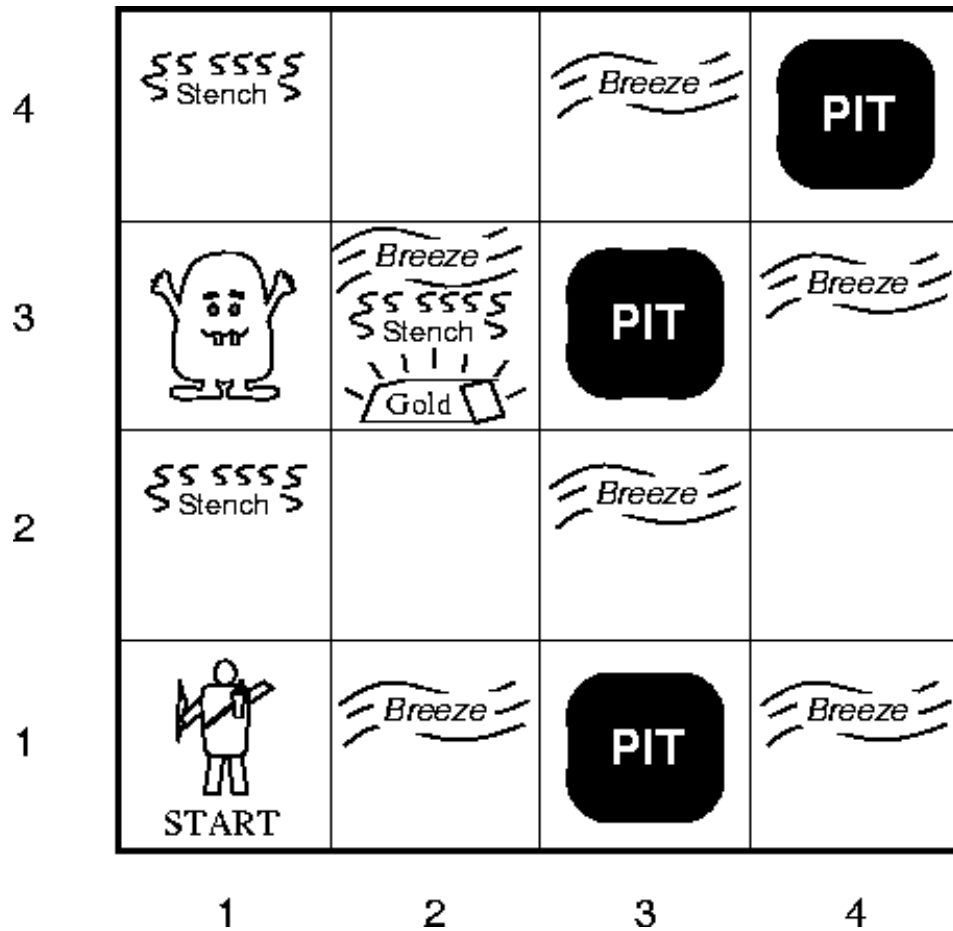 4
Stench
Breeze
PIT
3
Breeze
Stench
Gold
PIT
Breeze
2
Stench
Breeze
1
START
Breeze
PIT
Breeze
1 2 3 4